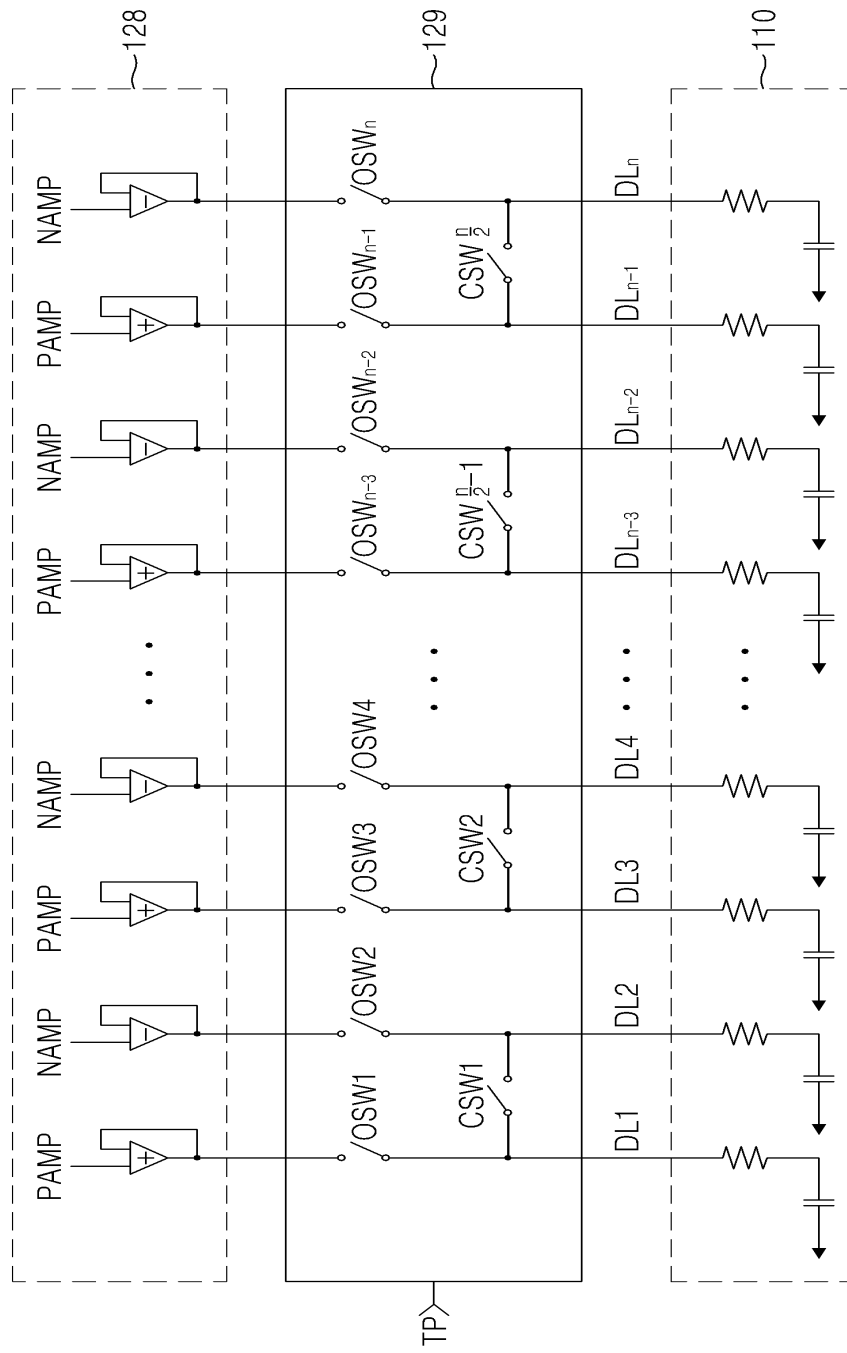 128
129
110
PAMP
NAMP
PAMP
NAMP
PAMP
NAMP
PAMP
NAMP
+
−
+
−
+
−
+
−
OSW1
OSW2
OSW3
OSW4
OSWn-3
OSWn-2
OSWn-1
OSWn
TP
CSW1
CSW2
CSW n/2 -1
CSW n/2
DL1
DL2
DL3
DL4
DLn-3
DLn-2
DLn-1
DLn